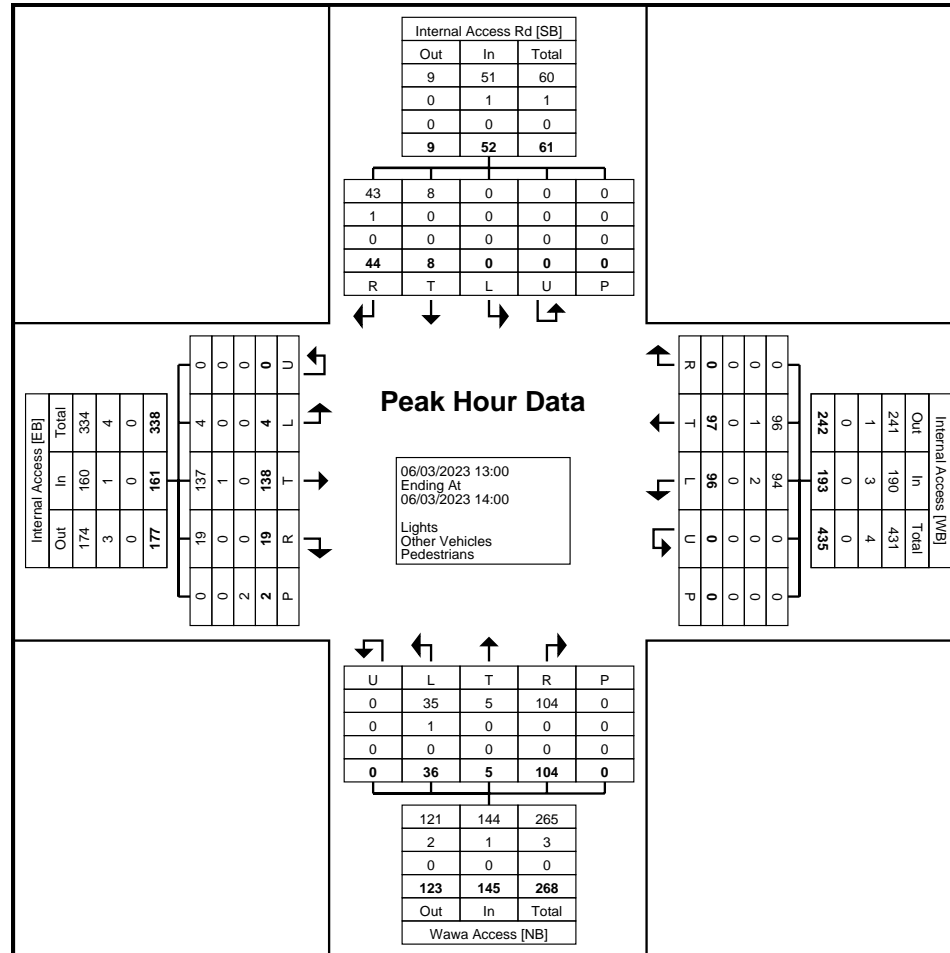 Internal Access Rd [SB]
Out In Total
9 51 60
0 1 1
0 0 0
9 52 61
43 8 0 0 0
1 0 0 0 0
0 0 0 0 0
44 8 0 0 0
R T L U P
Internal Access [EB]
Total In Out
334 160 174
4 1 3
0 0 0
338 161 177
0 4 137 19 0
0 0 1 0 0
0 0 0 0 2
0 4 138 19 2
U L T R P
Peak Hour Data
06/03/2023 13:00
Ending At
06/03/2023 14:00
Lights
Other Vehicles
Pedestrians
R T L U P
0 97 96 0 0
0 0 0 0 0
0 1 2 0 0
0 96 94 0 0
242 193 435
0 0 0
1 3 4
241 190 431
Out In Total
Internal Access [WB]
U L T R P
0 35 5 104 0
0 1 0 0 0
0 0 0 0 0
0 36 5 104 0
121 144 265
2 1 3
0 0 0
123 145 268
Out In Total
Wawa Access [NB]